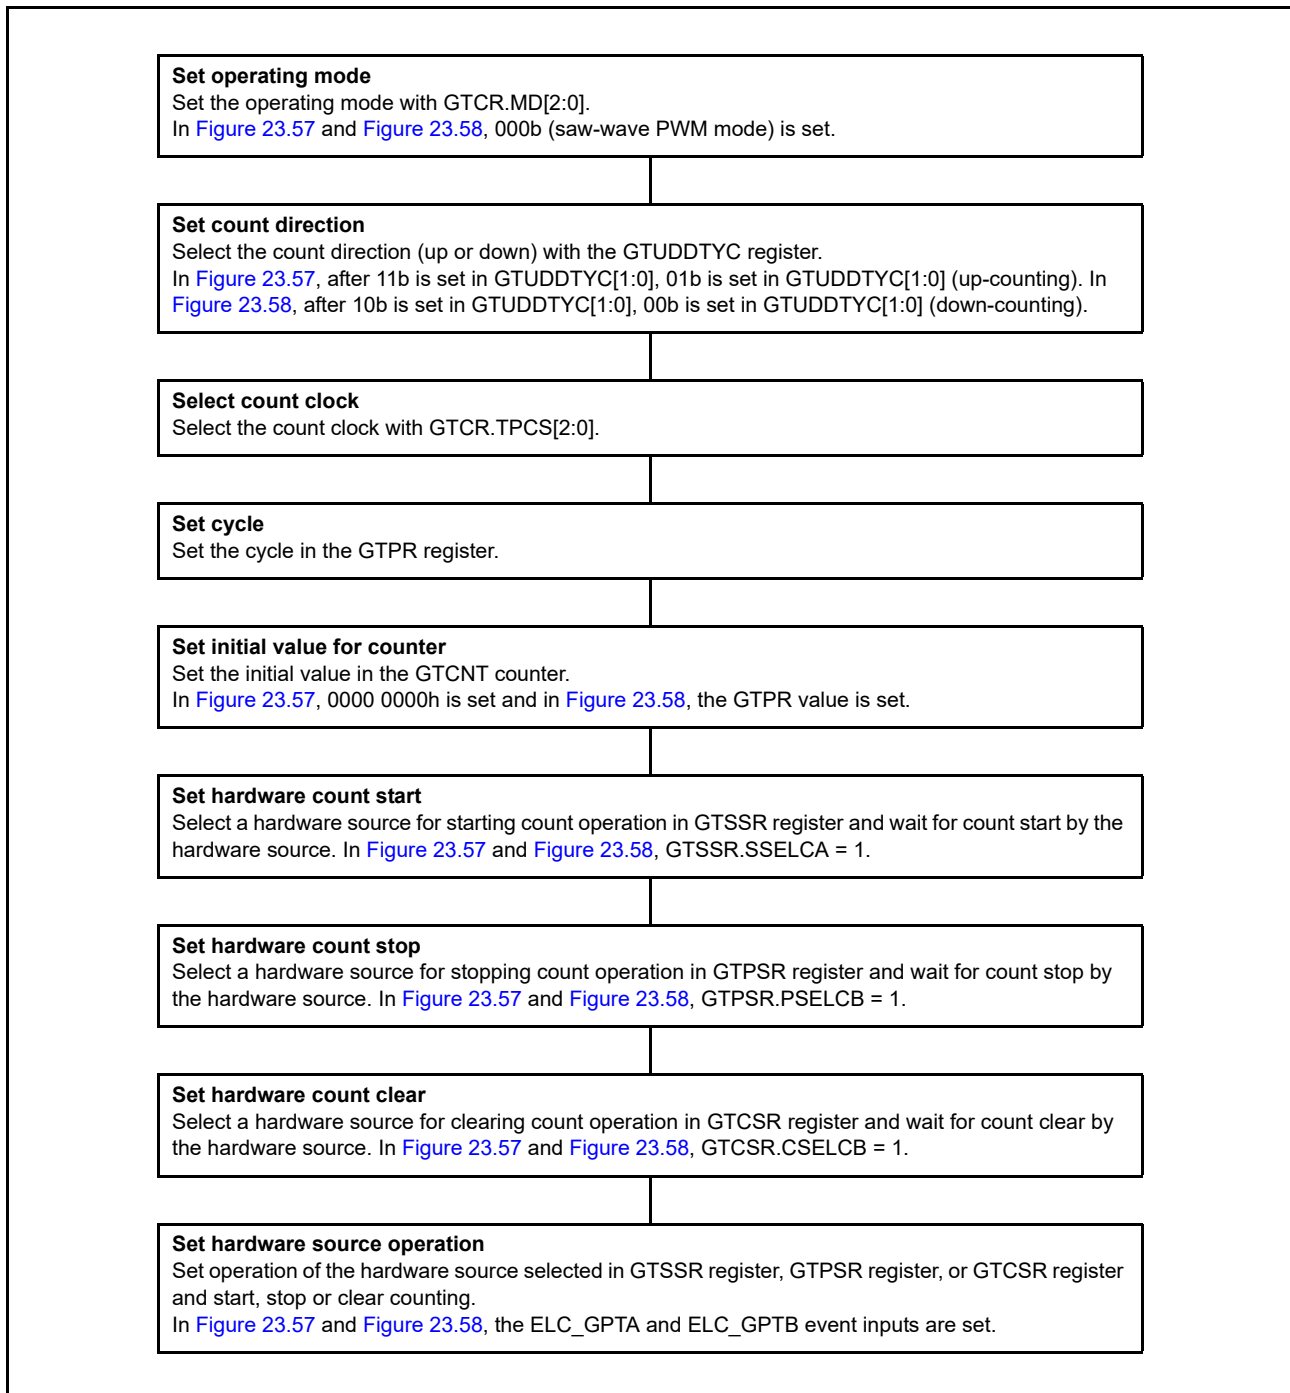 Set operating mode
Set the operating mode with GTCR.MD[2:0].
In Figure 23.57 and Figure 23.58, 000b (saw-wave PWM mode) is set.
Set count direction
Select the count direction (up or down) with the GTUDDTYC register.
In Figure 23.57, after 11b is set in GTUDDTYC[1:0], 01b is set in GTUDDTYC[1:0] (up-counting). In
Figure 23.58, after 10b is set in GTUDDTYC[1:0], 00b is set in GTUDDTYC[1:0] (down-counting).
Select count clock
Select the count clock with GTCR.TPCS[2:0].
Set cycle
Set the cycle in the GTPR register.
Set initial value for counter
Set the initial value in the GTCNT counter.
In Figure 23.57, 0000 0000h is set and in Figure 23.58, the GTPR value is set.
Set hardware count start
Select a hardware source for starting count operation in GTSSR register and wait for count start by the
hardware source. In Figure 23.57 and Figure 23.58, GTSSR.SSELCA = 1.
Set hardware count stop
Select a hardware source for stopping count operation in GTPSR register and wait for count stop by
the hardware source. In Figure 23.57 and Figure 23.58, GTPSR.PSELCB = 1.
Set hardware count clear
Select a hardware source for clearing count operation in GTCSR register and wait for count clear by
the hardware source. In Figure 23.57 and Figure 23.58, GTCSR.CSELCB = 1.
Set hardware source operation
Set operation of the hardware source selected in GTSSR register, GTPSR register, or GTCSR register
and start, stop or clear counting.
In Figure 23.57 and Figure 23.58, the ELC_GPTA and ELC_GPTB event inputs are set.